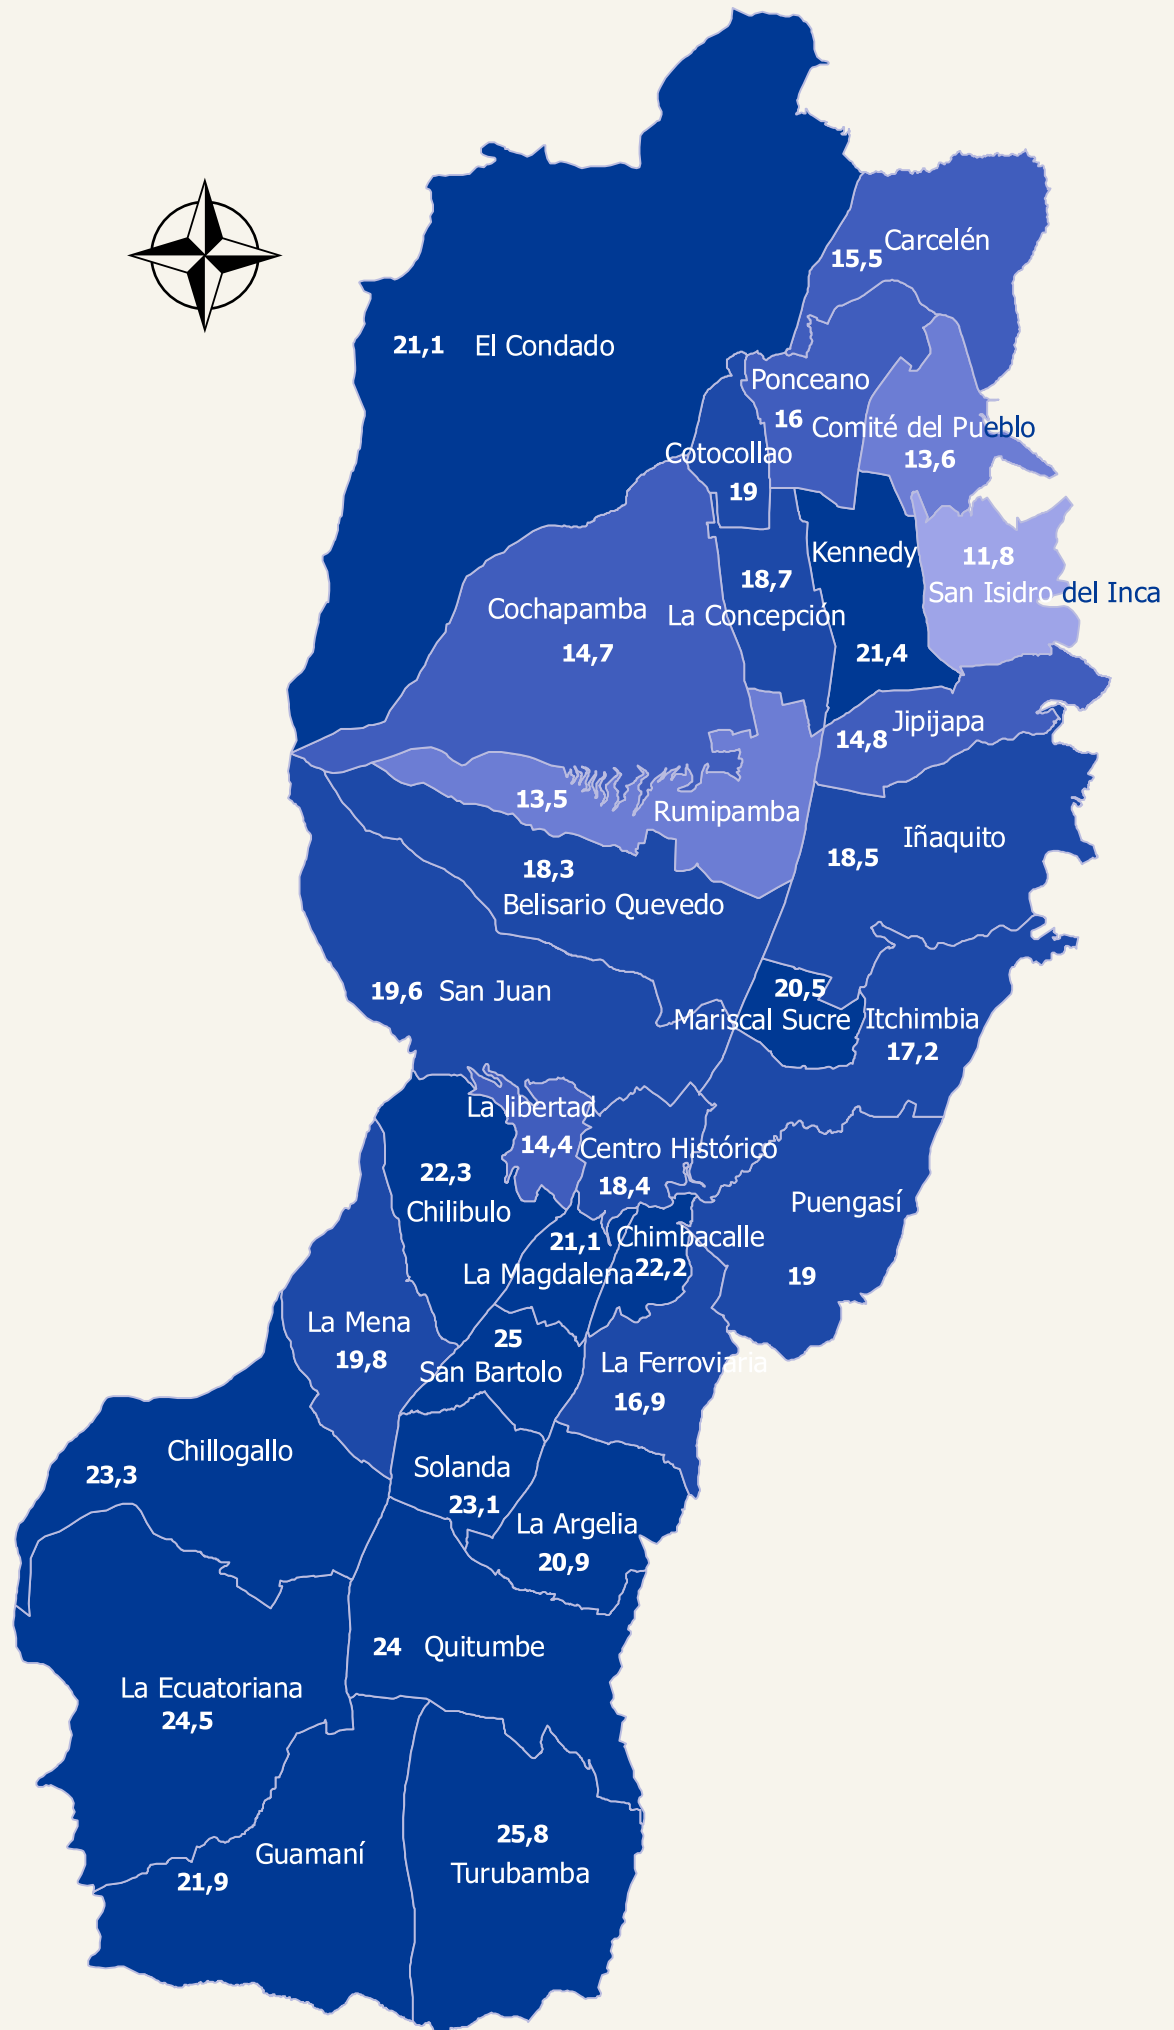 Carcelén
15,5
21,1 El Condado
Ponceano
16
Comité del Pueblo
13,6
Cotocollao
19
Kennedy
21,4
11,8
San Isidro del Inca
18,7
La Concepción
Cochapamba
14,7
Jipijapa
14,8
13,5
Rumipamba
Iñaquito
18,5
18,3
Belisario Quevedo
19,6 San Juan
20,5
Mariscal Sucre
Itchimbia
17,2
La libertad
14,4
Centro Histórico
18,4
22,3
Chilibulo
Puengasí
19
21,1
La Magdalena
Chimbacalle
22,2
La Mena
19,8
25
San Bartolo
La Ferroviaria
16,9
Chillogallo
23,3
Solanda
23,1
La Argelia
20,9
24 Quitumbe
La Ecuatoriana
24,5
Guamaní
21,9
25,8
Turubamba